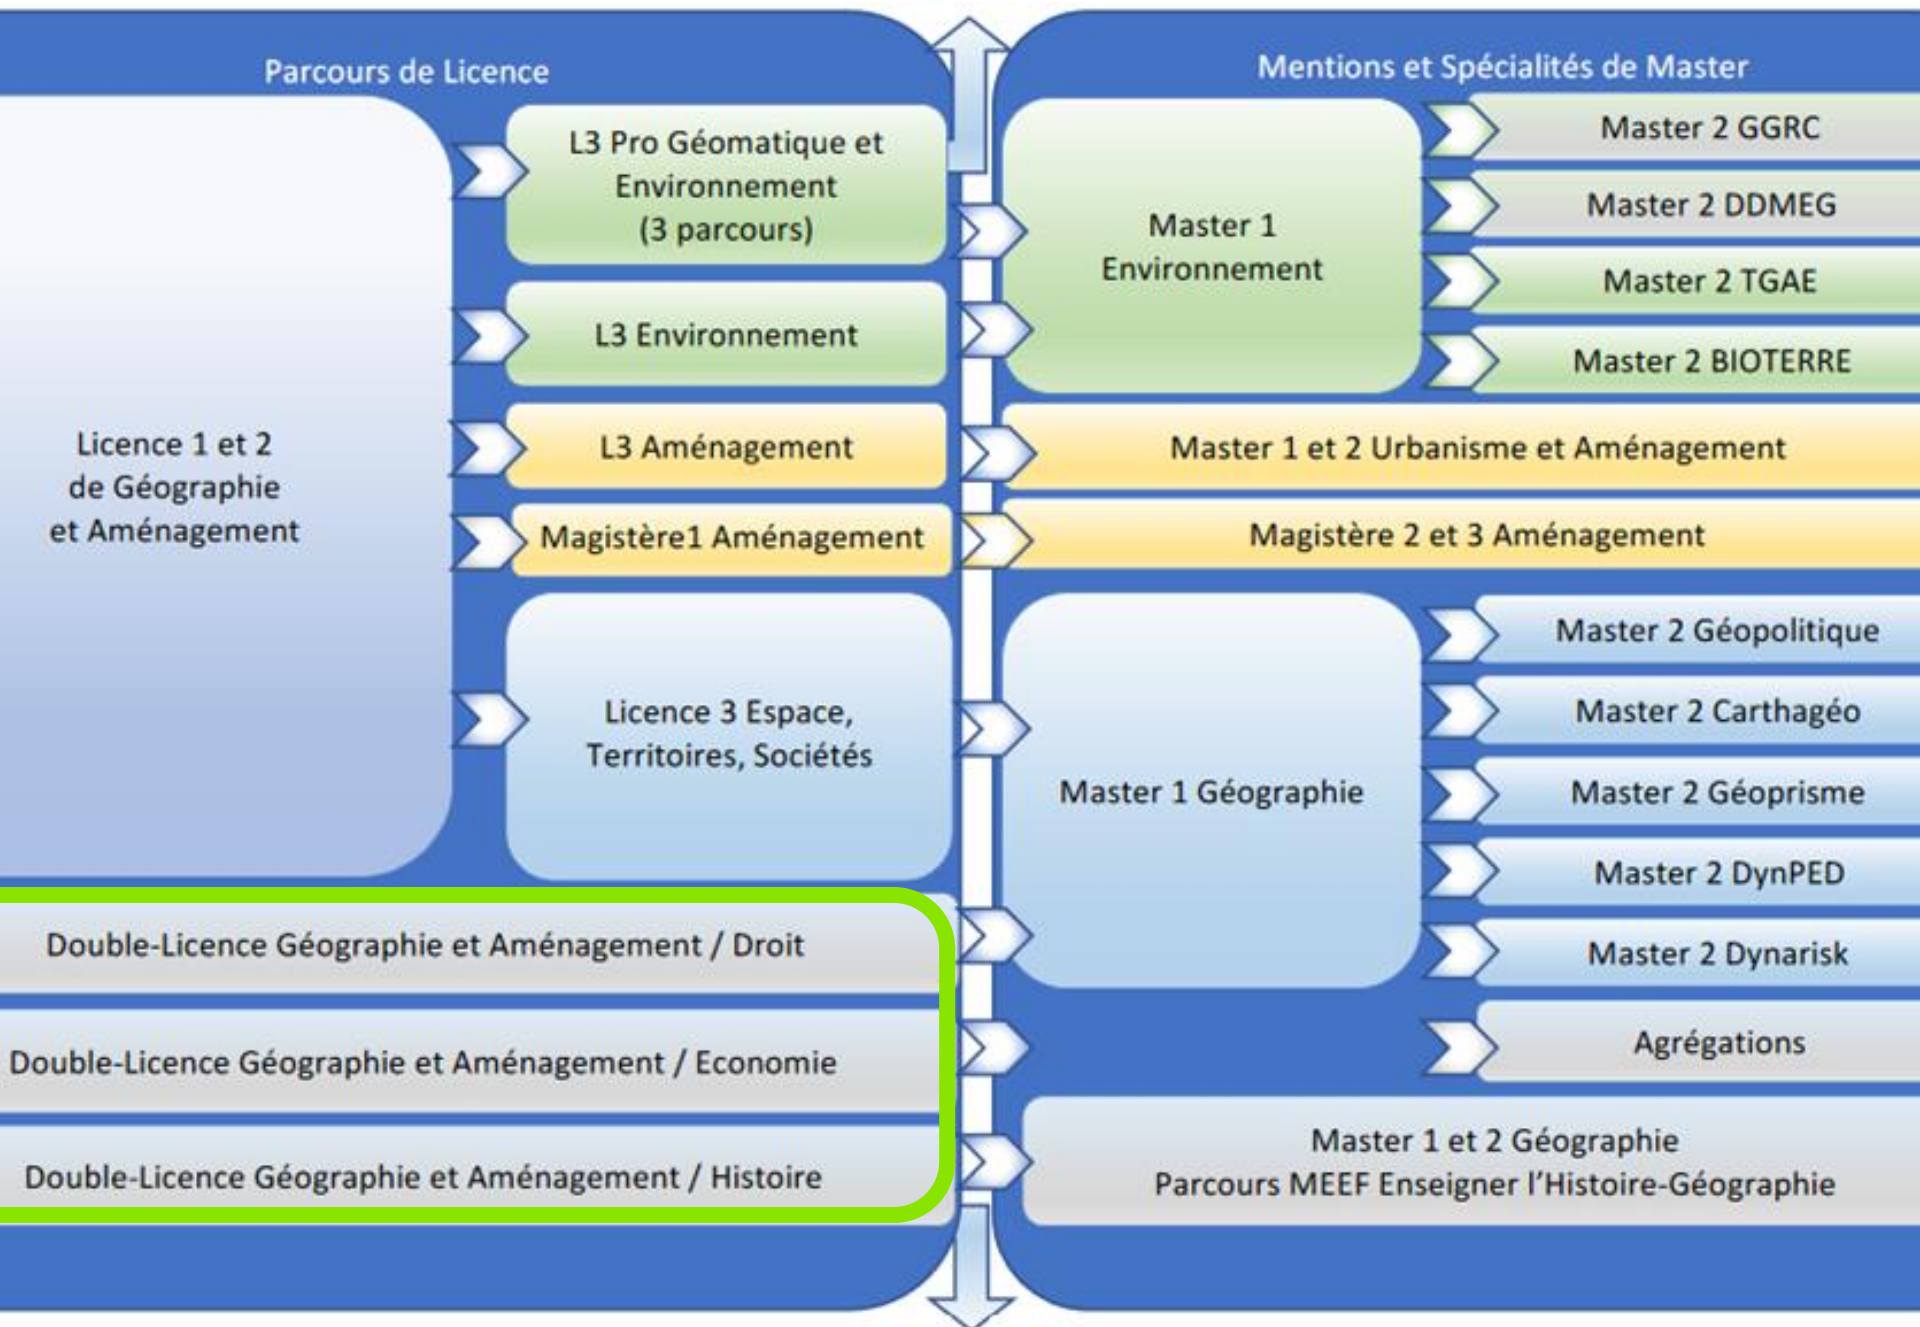 Parcours de Licence
Licence 1 et 2
de Géographie
et Aménagement
L3 Pro Géomatique et
Environnement
(3 parcours)
L3 Environnement
L3 Aménagement
Magistère1 Aménagement
Licence 3 Espace,
Territoires, Sociétés
Double-Licence Géographie et Aménagement / Droit
Double-Licence Géographie et Aménagement / Economie
Double-Licence Géographie et Aménagement / Histoire
Mentions et Spécialités de Master
Master 1
Environnement
Master 2 GGRC
Master 2 DDMEG
Master 2 TGAE
Master 2 BIOTERRE
Master 1 et 2 Urbanisme et Aménagement
Magistère 2 et 3 Aménagement
Master 1 Géographie
Master 2 Géopolitique
Master 2 Carthagéo
Master 2 Géoprisme
Master 2 DynPED
Master 2 Dynarisk
Agrégations
Master 1 et 2 Géographie
Parcours MEEF Enseigner l'Histoire-Géographie